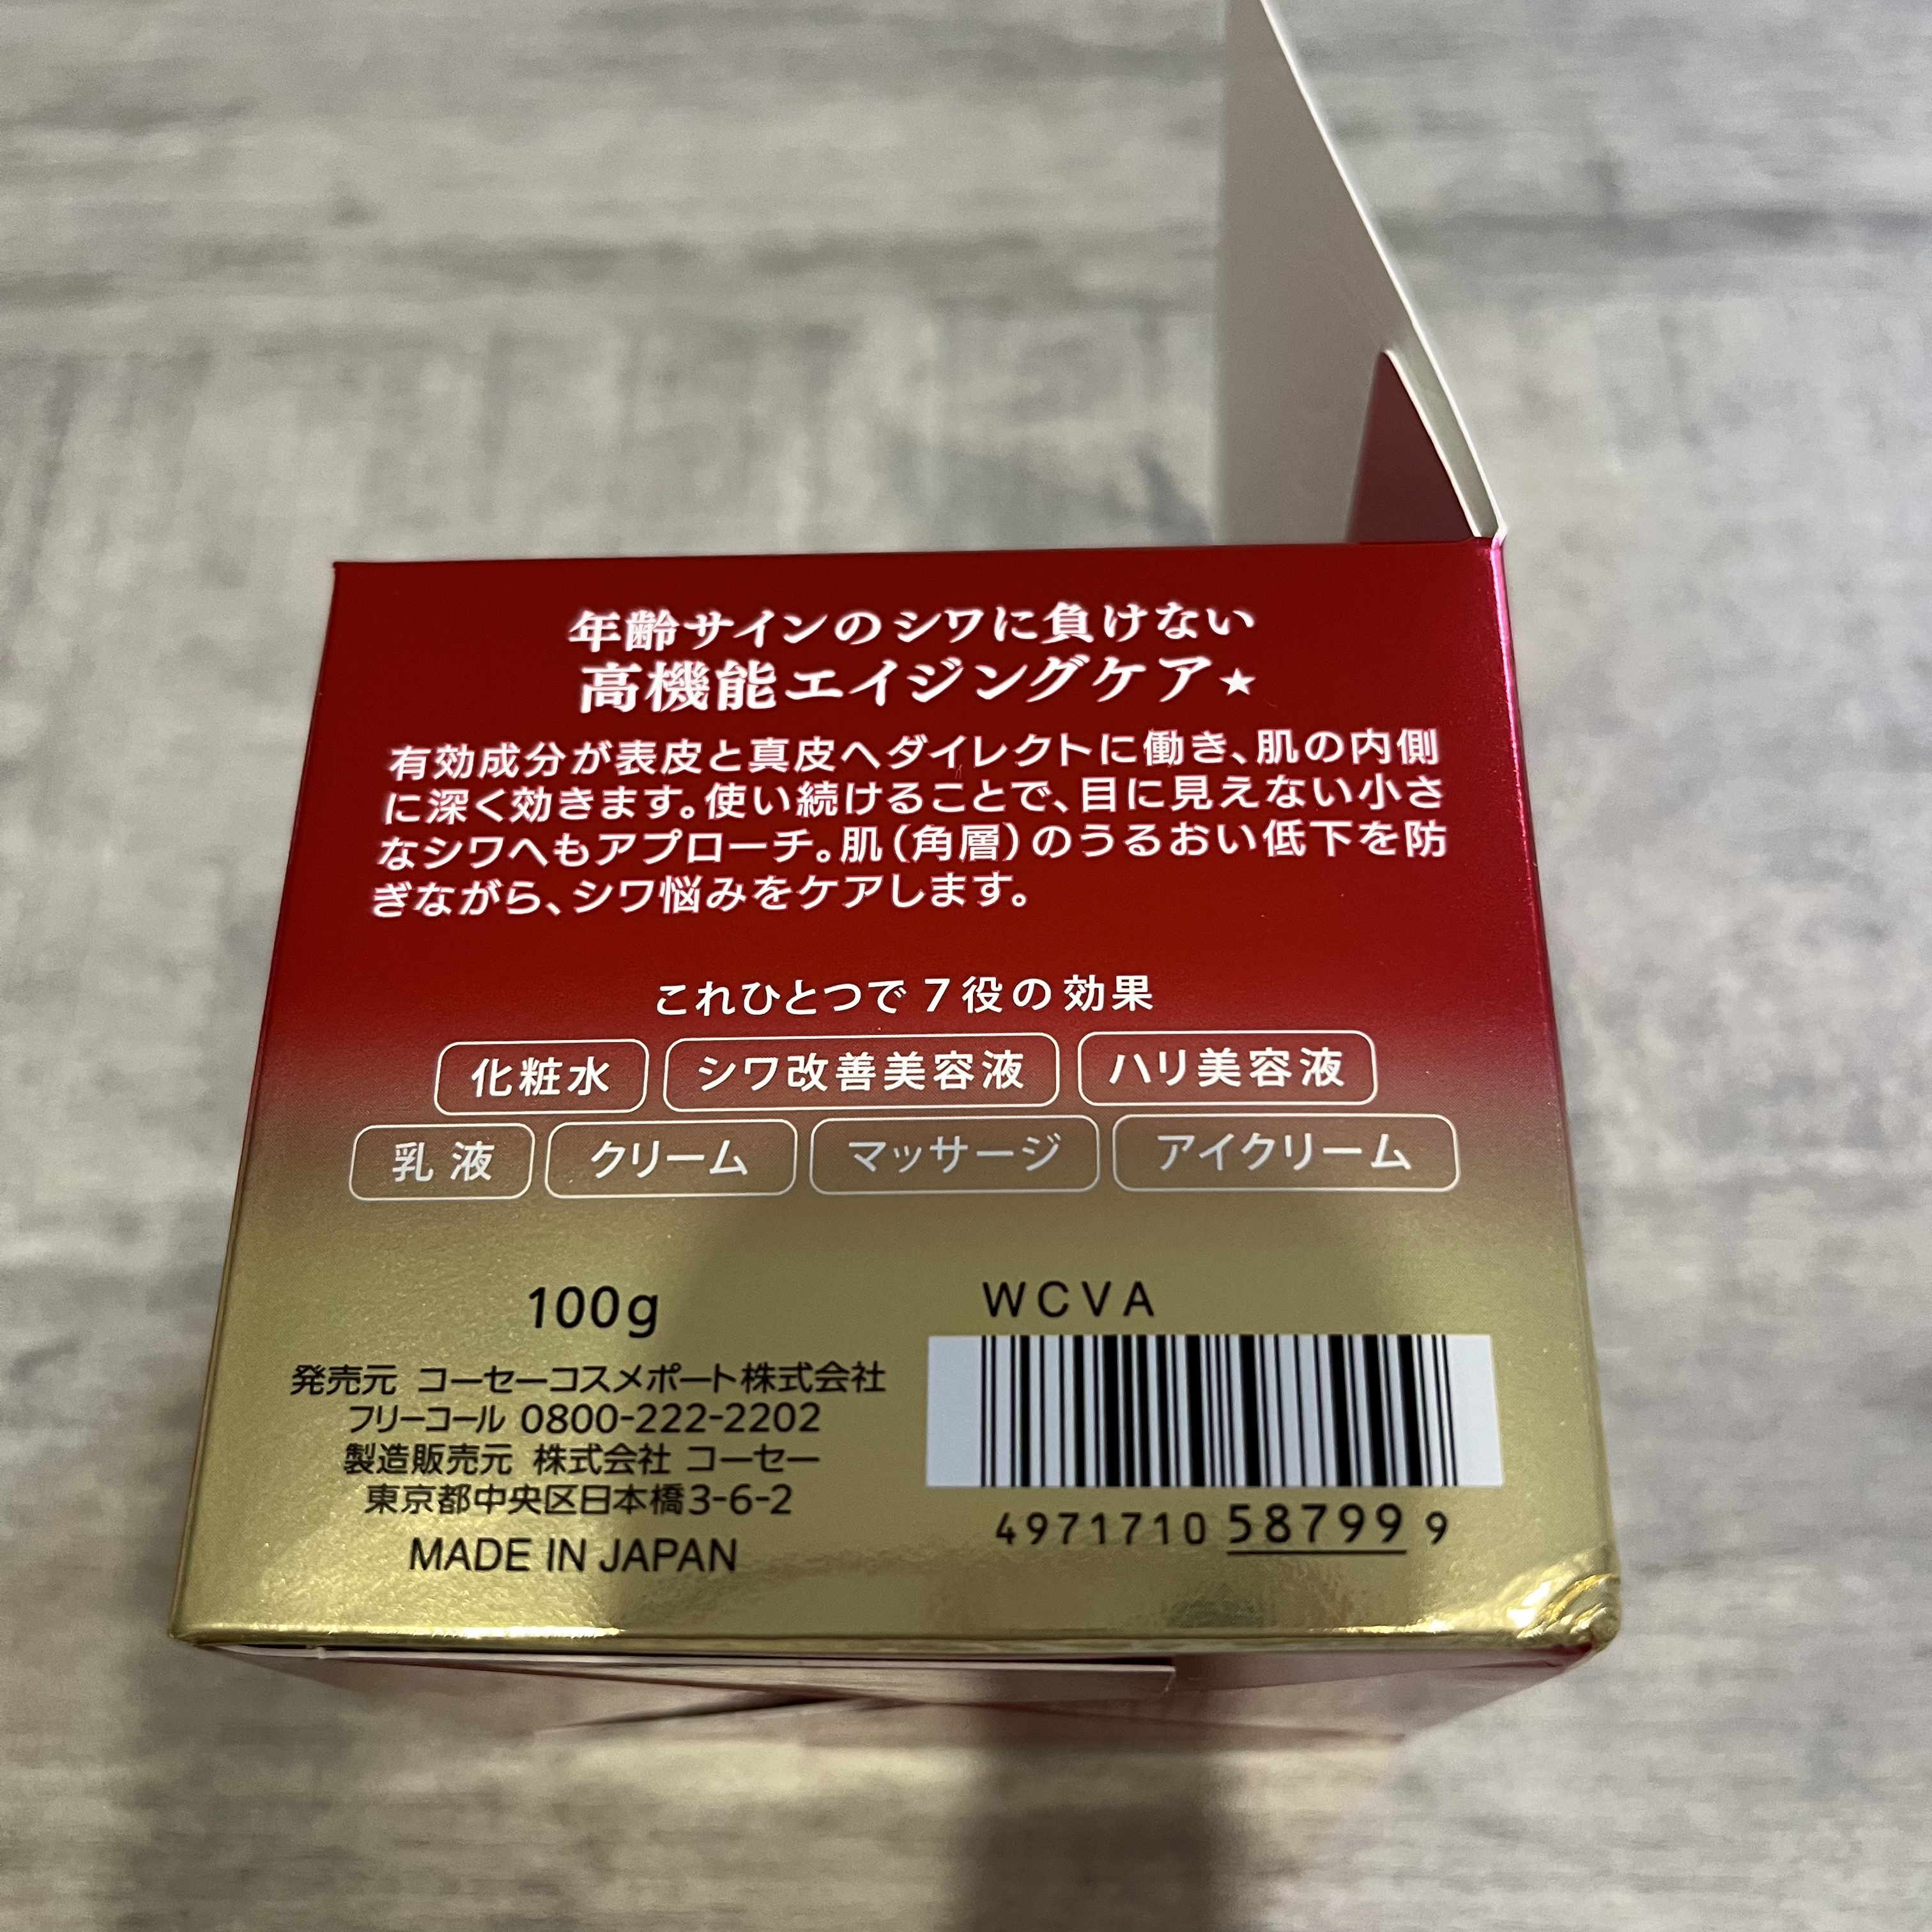 年齢サインのシワに負けない
高機能エイジングケア★
有効成分が表皮と真皮へダイレクトに働き、肌の内側
に深く効きます。使い続けることで、目に見えない小さ
なシワへもアプローチ。肌（角層）のうるおい低下を防
ぎながら、シワ悩みをケアします。
これひとつで7役の効果
化粧水 シワ改善美容液 ハリ美容液
乳液 クリーム マッサージ アイクリーム
100g
発売元 コーセーコスメポート株式会社
フリーコール 0800-222-2202
製造販売元 株式会社 コーセー
東京都中央区日本橋3-6-2
MADE IN JAPAN
WCVA
4971710 58799 9